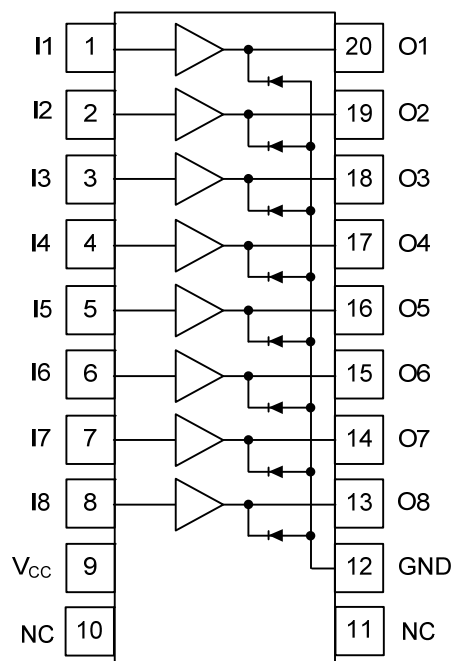 I1 1 20 O1
I2 2 19 O2
I3 3 18 O3
I4 4 17 O4
I5 5 16 O5
I6 6 15 O6
I7 7 14 O7
I8 8 13 O8
VCC 9 12 GND
NC 10 11 NC